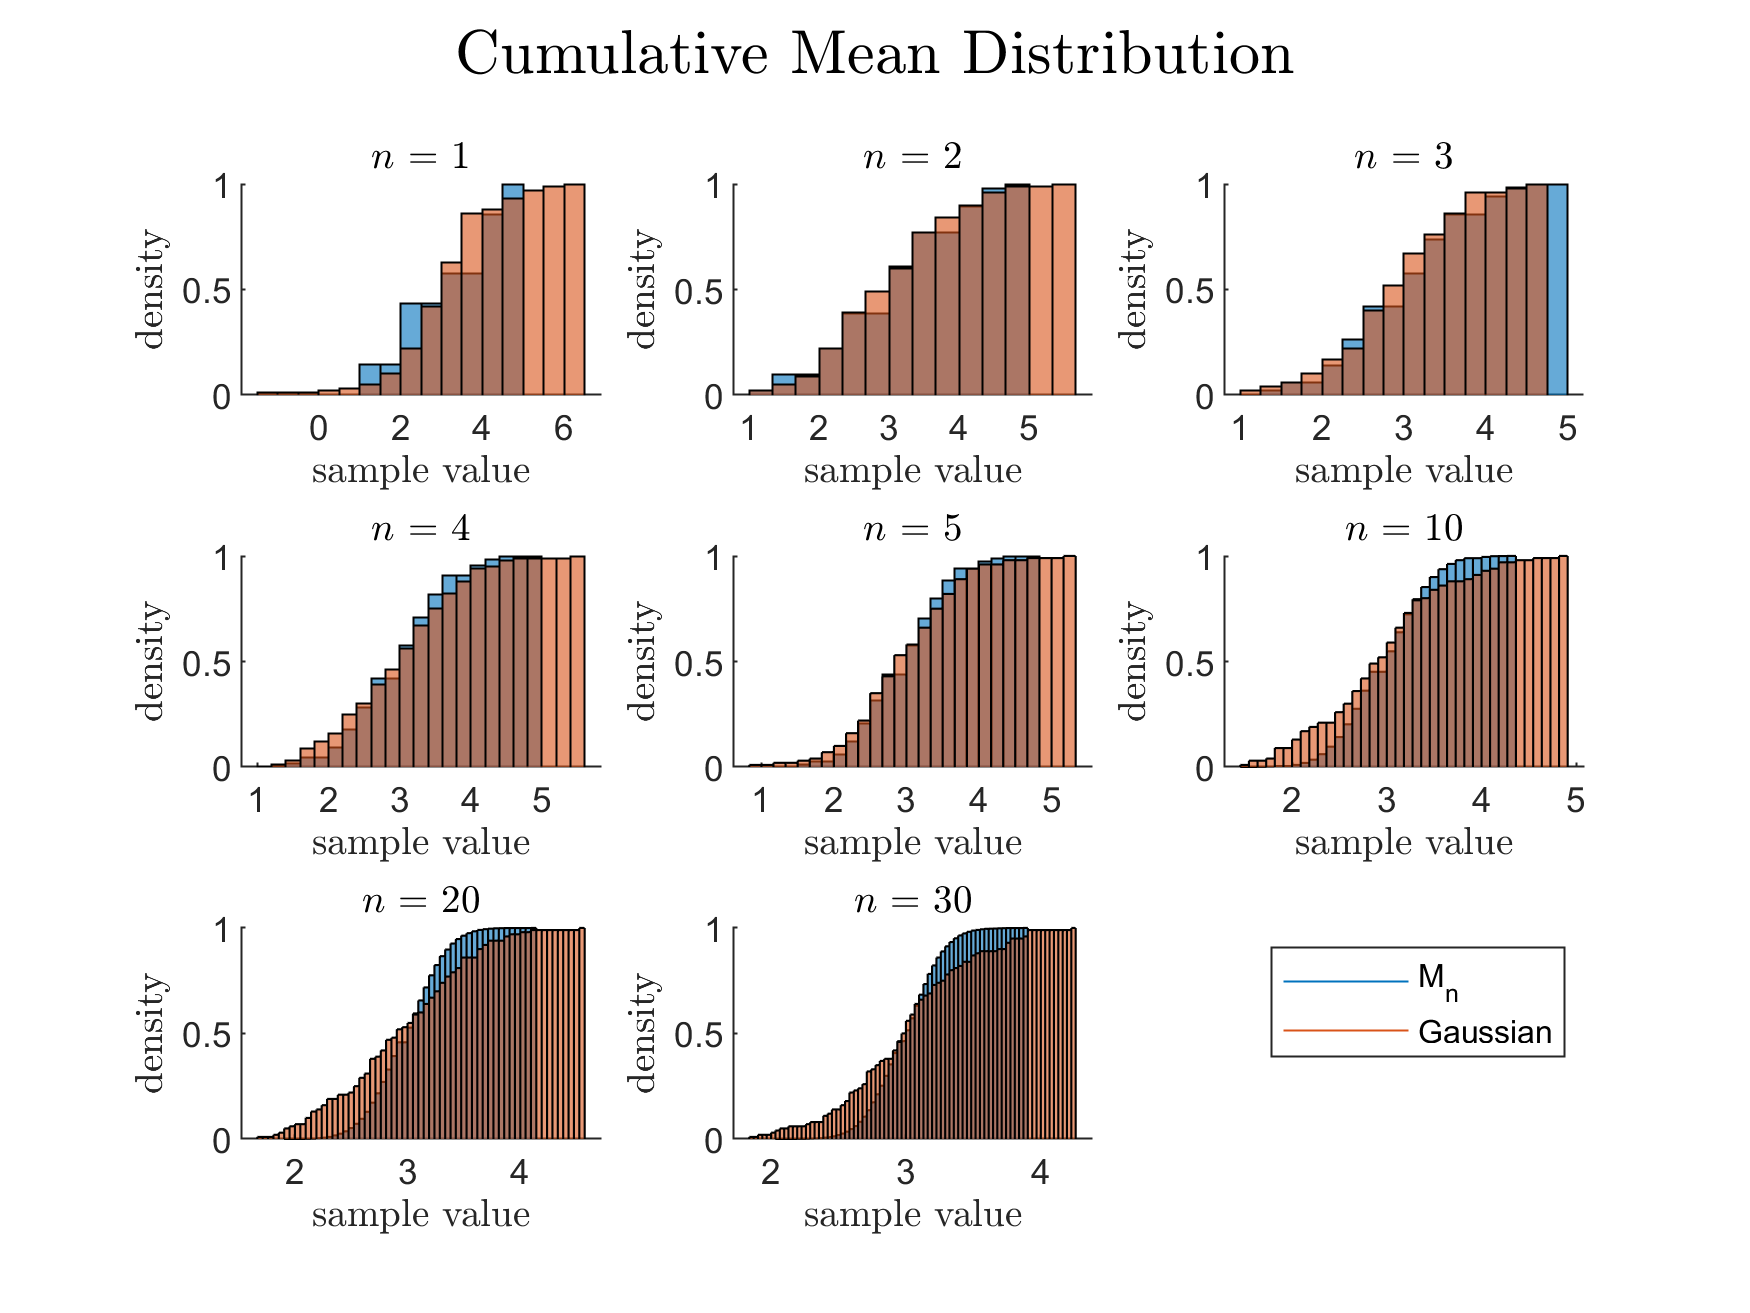 Cumulative Mean Distribution
n = 1
density
1
0.5
0
0 2 4 6
sample value
n = 2
density
1
0.5
0
1 2 3 4 5
sample value
n = 3
density
1
0.5
0
1 2 3 4 5
sample value
n = 4
density
1
0.5
0
1 2 3 4 5
sample value
n = 5
density
1
0.5
0
1 2 3 4 5
sample value
n = 10
density
1
0.5
0
2 3 4 5
sample value
n = 20
density
1
0.5
0
2 3 4
sample value
n = 30
density
1
0.5
0
2 3 4
sample value
Mn
Gaussian